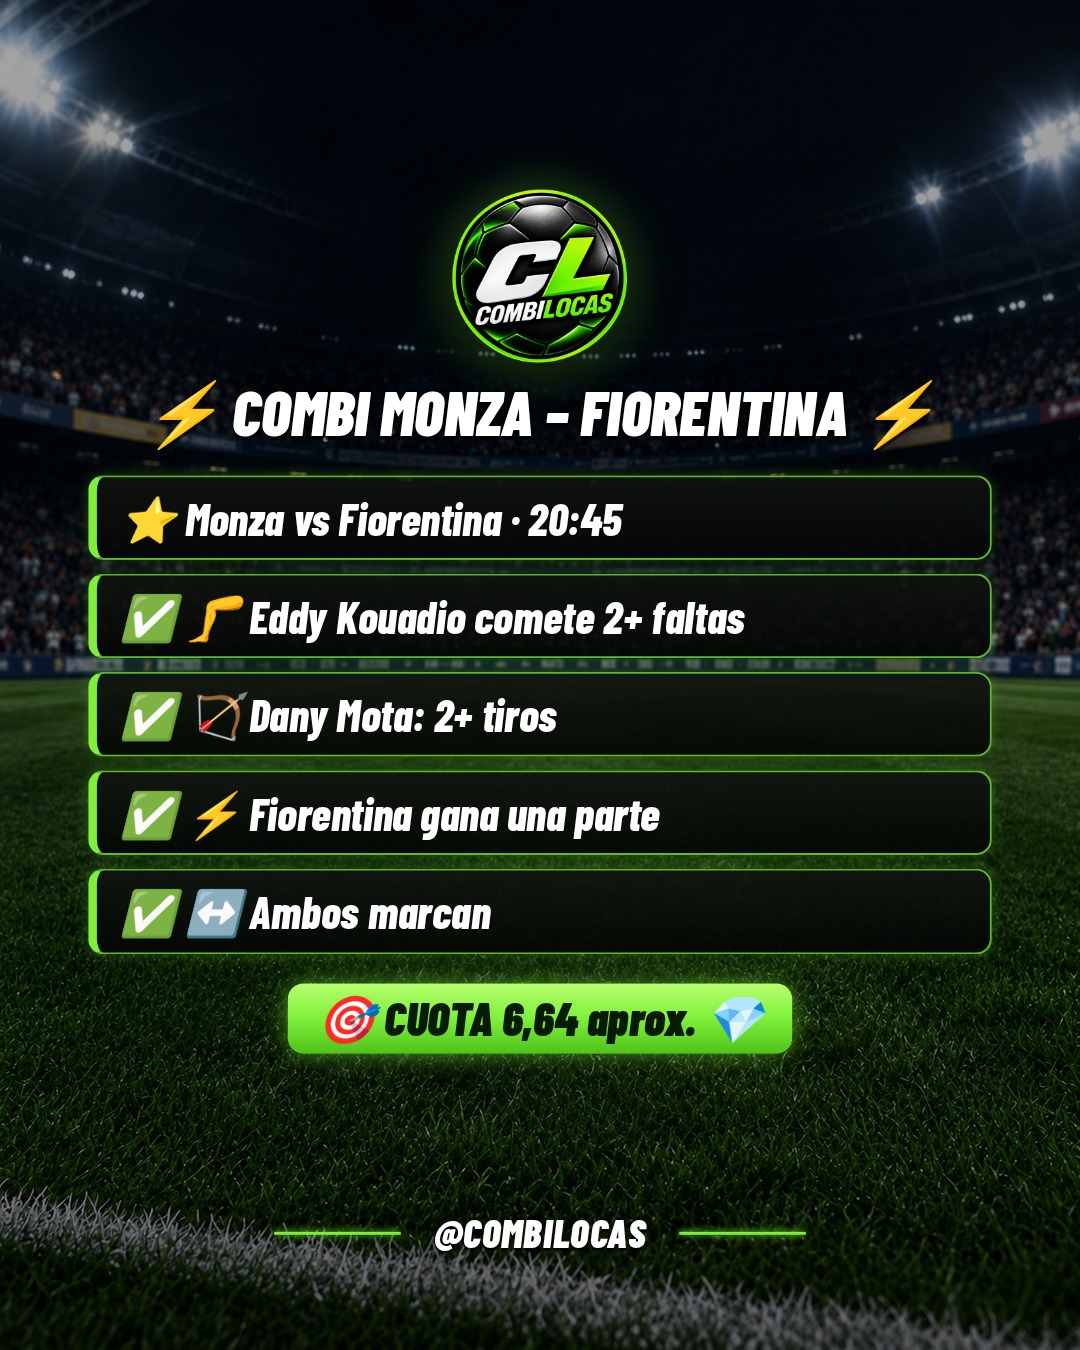 CL
COMBILOCAS
⚡ COMBI MONZA - FIORENTINA ⚡
⭐ Monza vs Fiorentina · 20:45
✅ 🦵 Eddy Kouadio comete 2+ faltas
✅ 🏹 Dany Mota: 2+ tiros
✅ ⚡ Fiorentina gana una parte
✅ ↔️ Ambos marcan
🎯 CUOTA 6,64 aprox. 💎
@COMBILOCAS